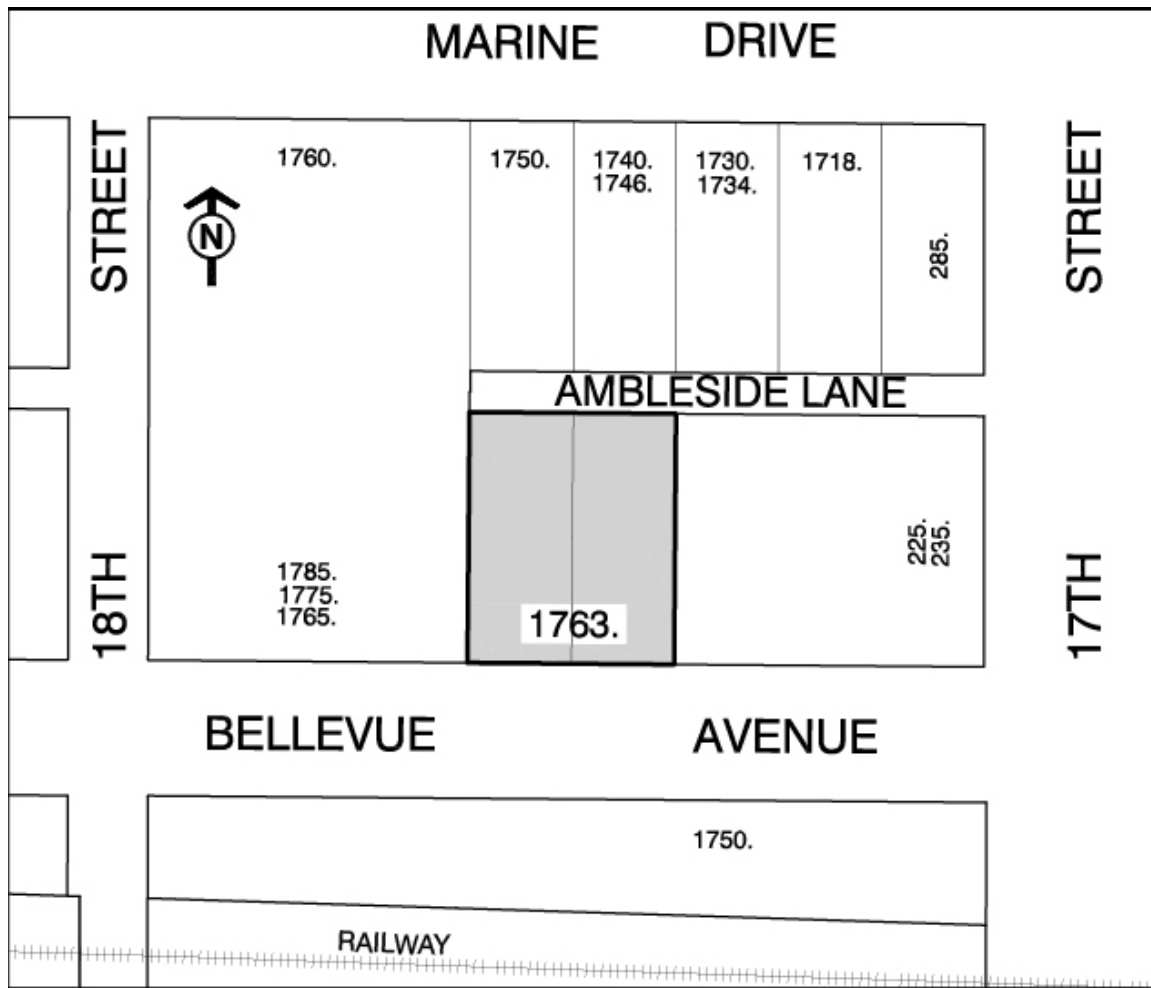 MARINE DRIVE
STREET
1760.
1750.
1740.
1746.
1730.
1734.
1718.
STREET
N
285.
AMBLESIDE LANE
18TH
1785.
1775.
1765.
1763.
225.
235.
17TH
BELLEVUE AVENUE
1750.
RAILWAY